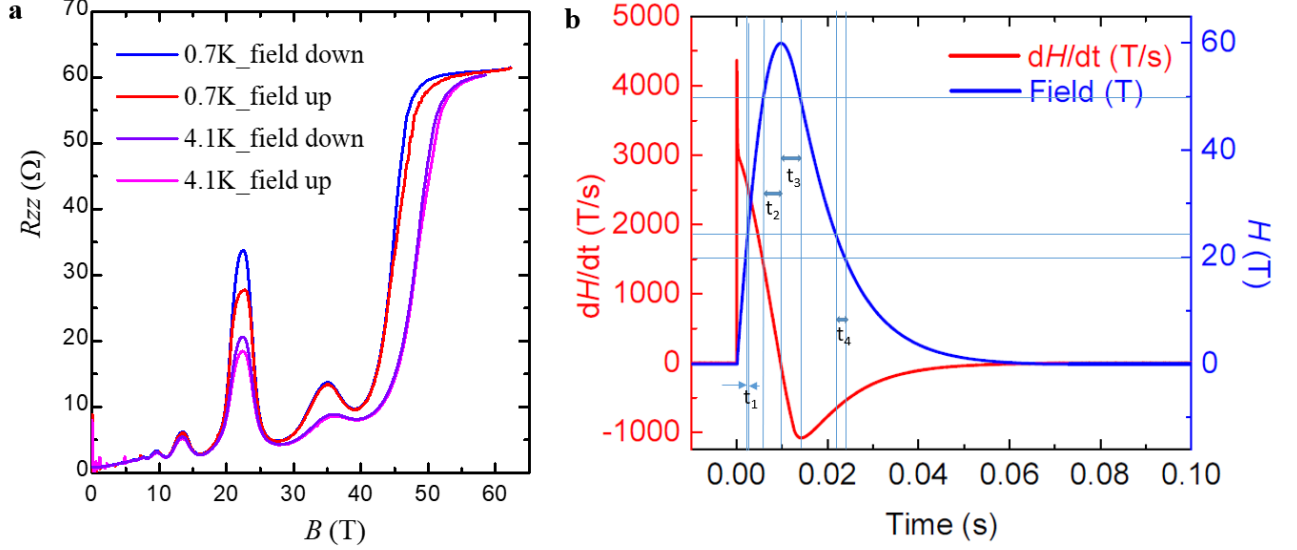 a
70
60
50
40
30
20
10
0
Rzz (Ω)
0.7K_field down
0.7K_field up
4.1K_field down
4.1K_field up
0 10 20 30 40 50 60
B (T)
b
5000
4000
3000
2000
1000
0
-1000
dH/dt (T/s)
dH/dt (T/s)
Field (T)
t1
t2
t3
t4
60
40
20
0
H (T)
0.00 0.02 0.04 0.06 0.08 0.10
Time (s)